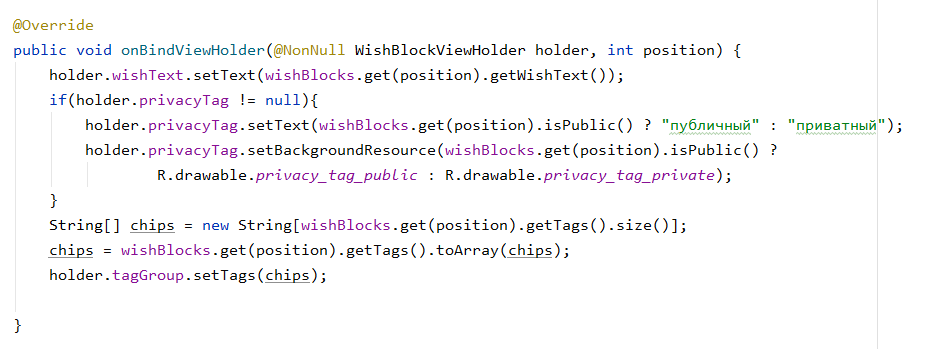 @Override
public void onBindViewHolder(@NonNull WishBlockViewHolder holder, int position) {
    holder.wishText.setText(wishBlocks.get(position).getWishText());
    if(holder.privacyTag != null){
        holder.privacyTag.setText(wishBlocks.get(position).isPublic() ? "публичный" : "приватный");
        holder.privacyTag.setBackgroundResource(wishBlocks.get(position).isPublic() ?
                R.drawable.privacy_tag_public : R.drawable.privacy_tag_private);
    }
    String[] chips = new String[wishBlocks.get(position).getTags().size()];
    chips = wishBlocks.get(position).getTags().toArray(chips);
    holder.tagGroup.setTags(chips);

}